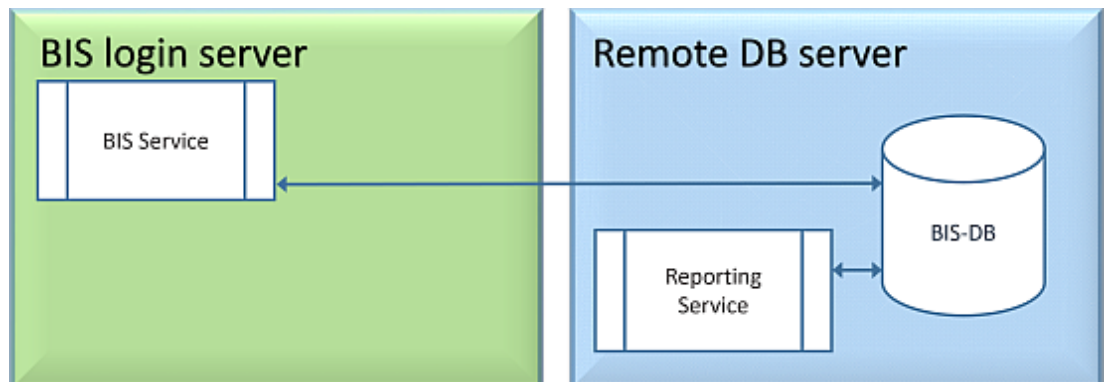 BIS login server
BIS Service
Remote DB server
BIS-DB
Reporting
Service